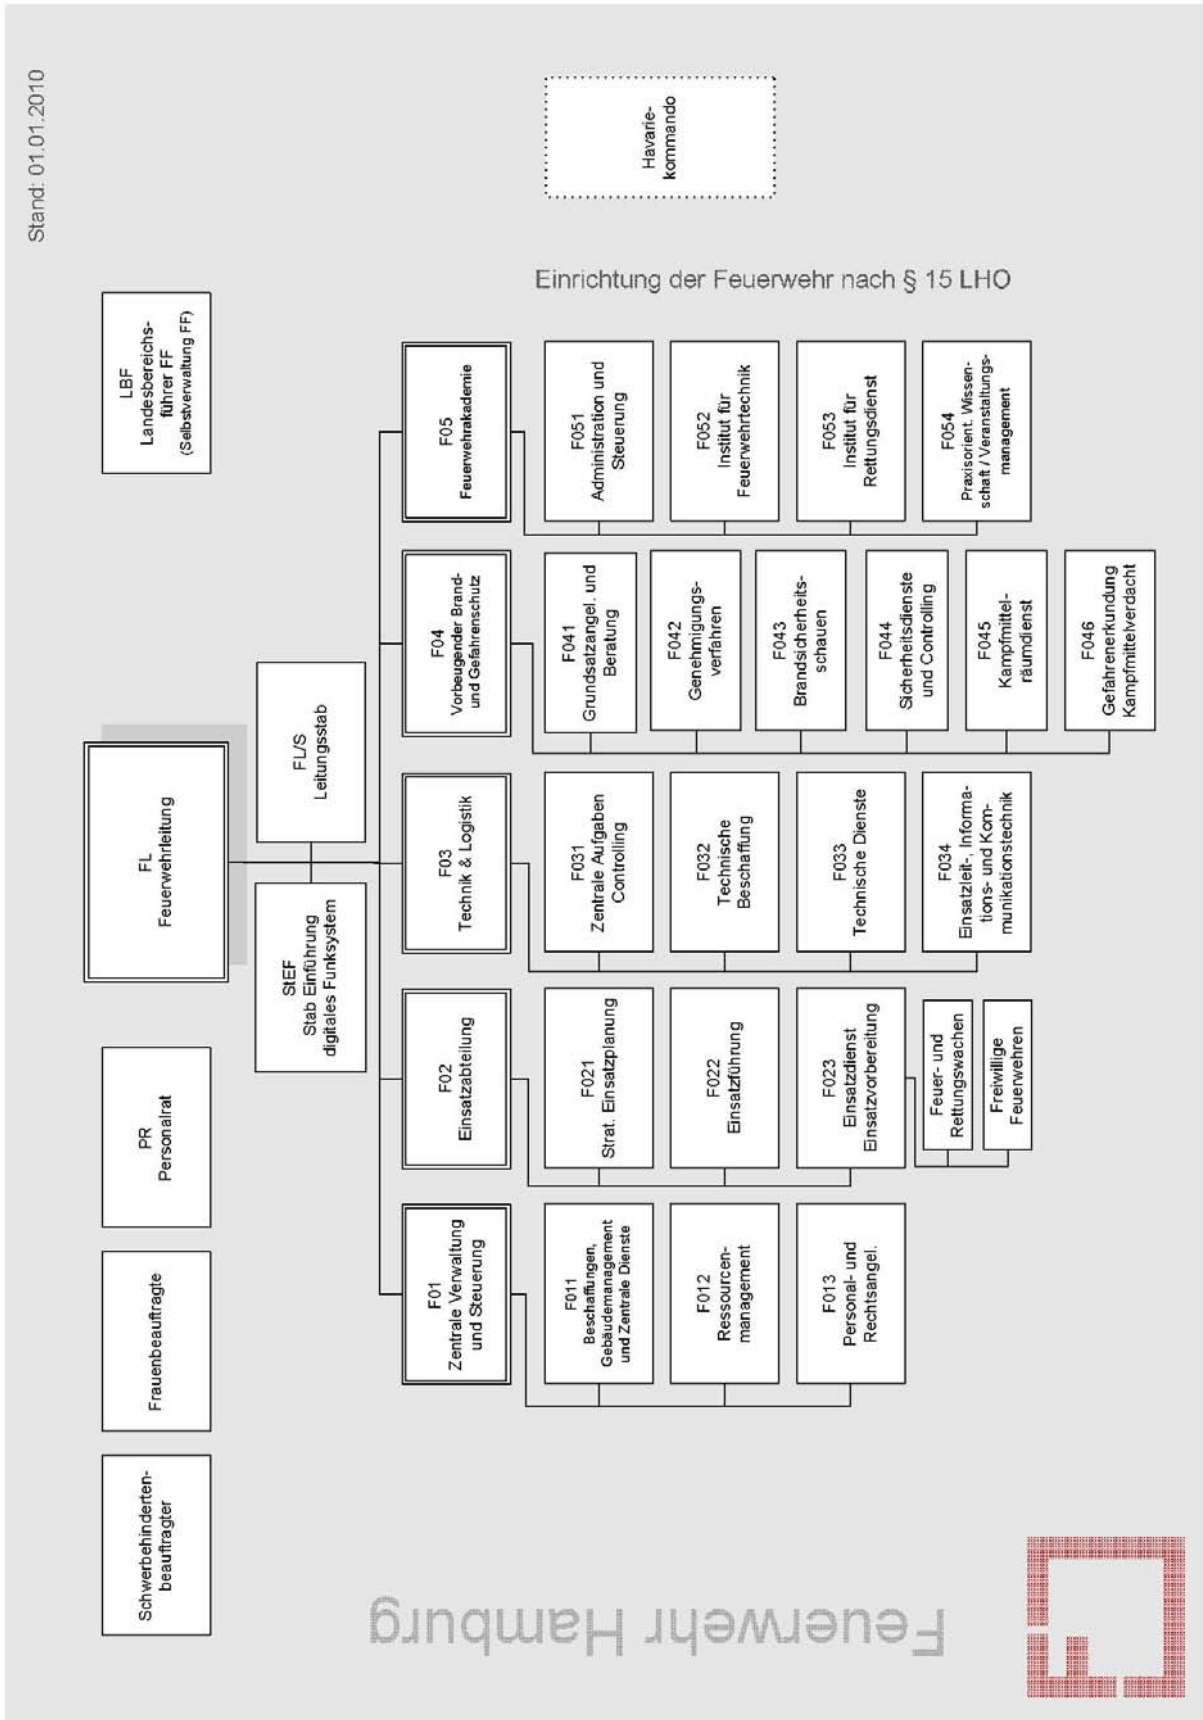 Stand: 01.01.2010
Schwerbehinderten-
beauftragter
Frauenbeauftragte
PR
Personalrat
FL
Feuerwehrleitung
LBF
Landesbereichs-
führer FF
(Selbstverwaltung FF)
StEF
Stab Einführung
digitales Funksystem
FL/S
Leitungsstab
F01
Zentrale Verwaltung
und Steuerung
F011
Beschaffungen,
Gebäudemanagement
und Zentrale Dienste
F012
Ressourcen-
management
F013
Personal- und
Rechtsangel.
F02
Einsatzabteilung
F021
Strat. Einsatzplanung
F022
Einsatzführung
F023
Einsatzdienst
Einsatzvorbereitung
Feuer- und
Rettungswachen
Freiwillige
Feuerwehren
F03
Technik & Logistik
F031
Zentrale Aufgaben
Controlling
F032
Technische
Beschaffung
F033
Technische Dienste
F034
Einsatzleit-, Informa-
tions- und Kom-
munikationstechnik
F04
Vorbeugender Brand-
und Gefahrenschutz
F041
Grundsatzangel. und
Beratung
F042
Genehmigungs-
verfahren
F043
Brandsicherheits-
schauen
F044
Sicherheitsdienste
und Controlling
F045
Kampfmittel-
räumdienst
F046
Gefahrenerkundung
Kampfmittelverdacht
F05
Feuerwehrakademie
F051
Administration und
Steuerung
F052
Institut für
Feuerwehrtechnik
F053
Institut für
Rettungsdienst
F054
Praxisorient. Wissen-
schaft / Veranstaltungs-
management
Einrichtung der Feuerwehr nach § 15 LHO
Havarie-
kommando
Feuerwehr Hamburg